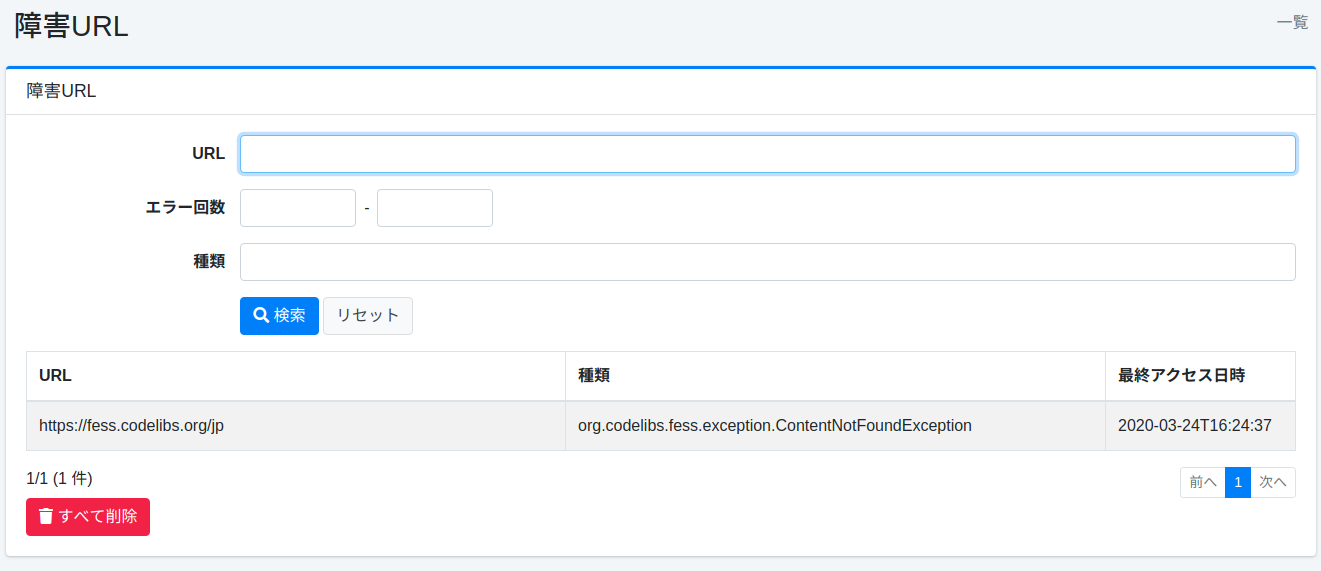 障害URL
一覧
障害URL
URL
エラー回数 -
種類
検索 リセット
URL 種類 最終アクセス日時
https://fess.codelibs.org/jp org.codelibs.fess.exception.ContentNotFoundException 2020-03-24T16:24:37
1/1 (1 件)
前へ 1 次へ
すべて削除